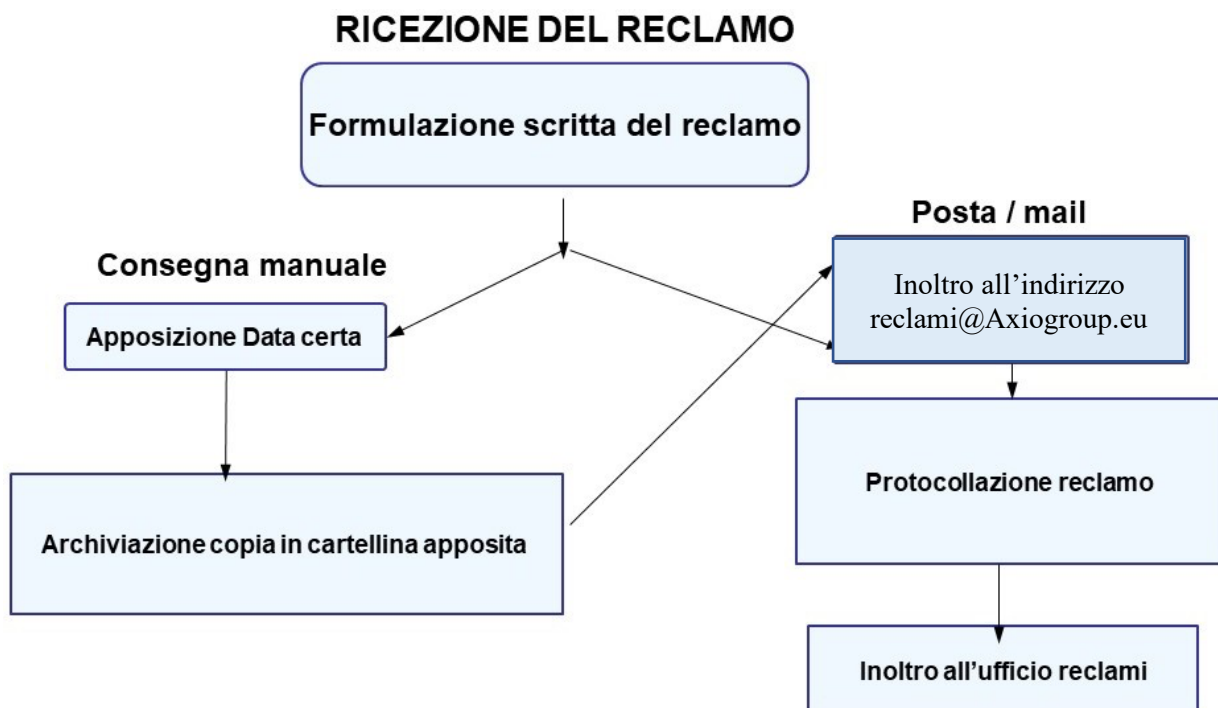 RICEZIONE DEL RECLAMO
Formulazione scritta del reclamo
Posta / mail
Consegna manuale
Inoltro all’indirizzo
reclami@Axiogroup.eu
Apposizione Data certa
Protocollazione reclamo
Archiviazione copia in cartellina apposita
Inoltro all’ufficio reclami